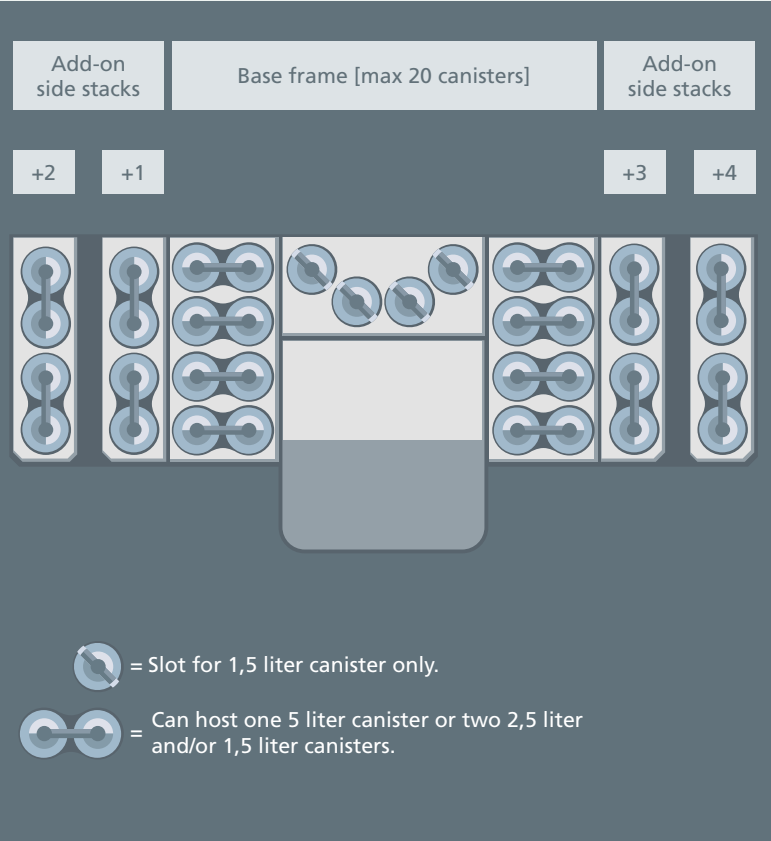 Add-on
side stacks
Base frame [max 20 canisters]
Add-on
side stacks
+2
+1
+3
+4
= Slot for 1,5 liter canister only.
= Can host one 5 liter canister or two 2,5 liter
and/or 1,5 liter canisters.